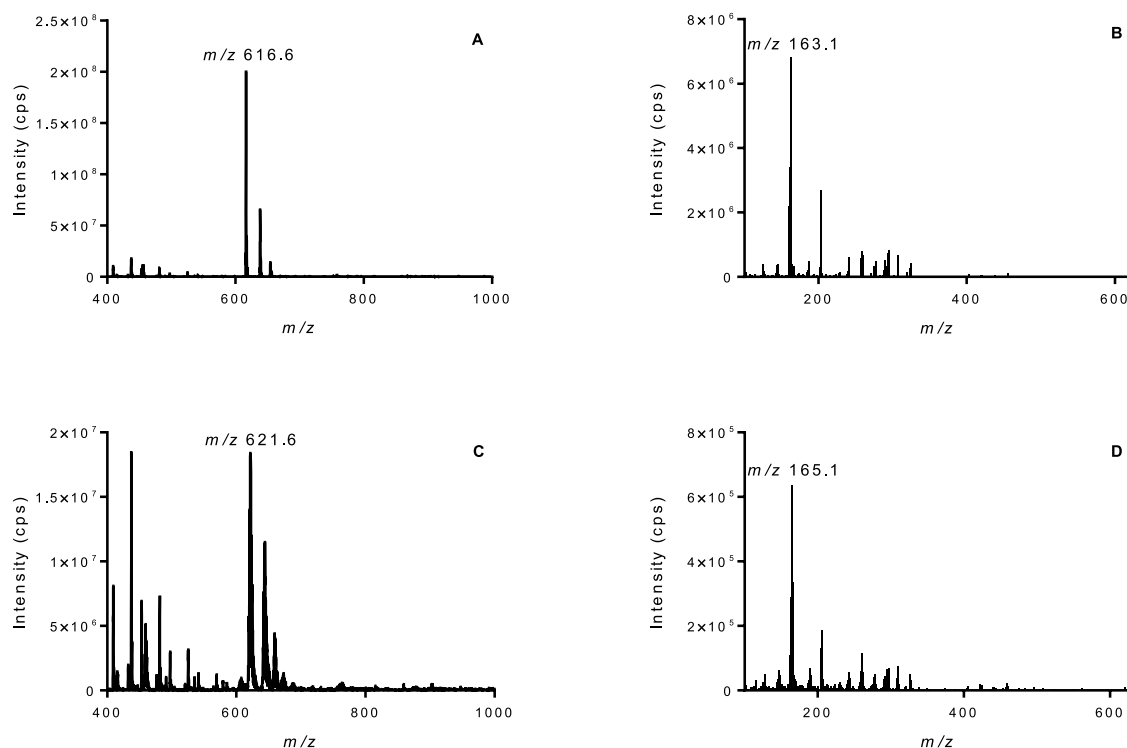 A
m/z 616.6
2.5×10⁸
2×10⁸
1.5×10⁸
1×10⁸
5×10⁷
0
Intensity (cps)
400 600 800 1000
m/z
B
m/z 163.1
8×10⁶
6×10⁶
4×10⁶
2×10⁶
0
Intensity (cps)
200 400 600
m/z
C
m/z 621.6
2×10⁷
1.5×10⁷
1×10⁷
5×10⁶
0
Intensity (cps)
400 600 800 1000
m/z
D
m/z 165.1
8×10⁵
6×10⁵
4×10⁵
2×10⁵
0
Intensity (cps)
200 400 600
m/z